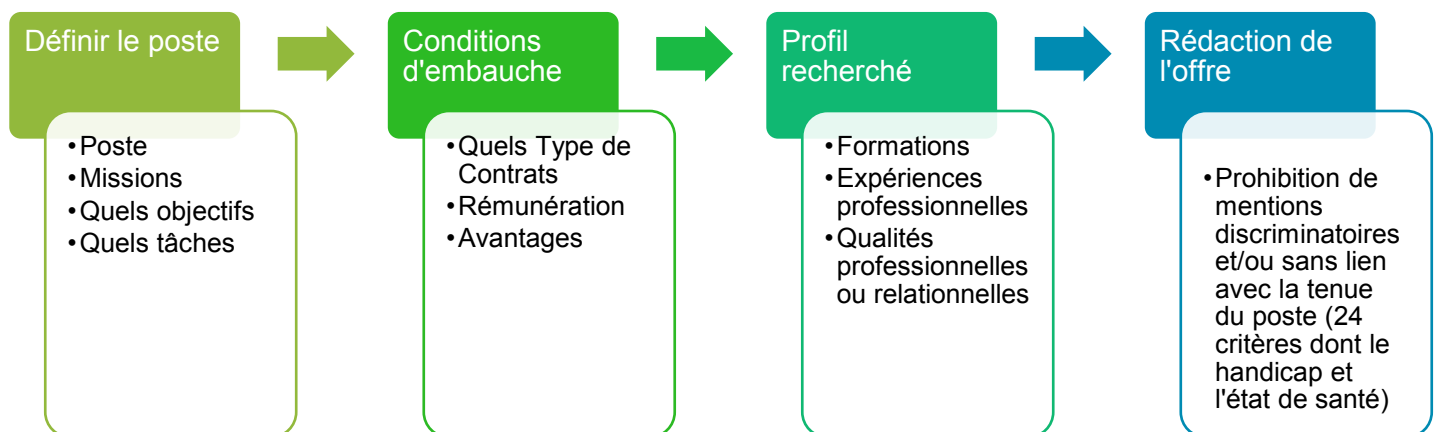 Définir le poste
•Poste
•Missions
•Quels objectifs
•Quels tâches
Conditions
d'embauche
•Quels Type de
Contrats
•Rémunération
•Avantages
Profil
recherché
•Formations
•Expériences
professionnelles
•Qualités
professionnelles
ou relationnelles
Rédaction de
l'offre
•Prohibition de
mentions
discriminatoires
et/ou sans lien
avec la tenue
du poste (24
critères dont le
handicap et
l'état de santé)